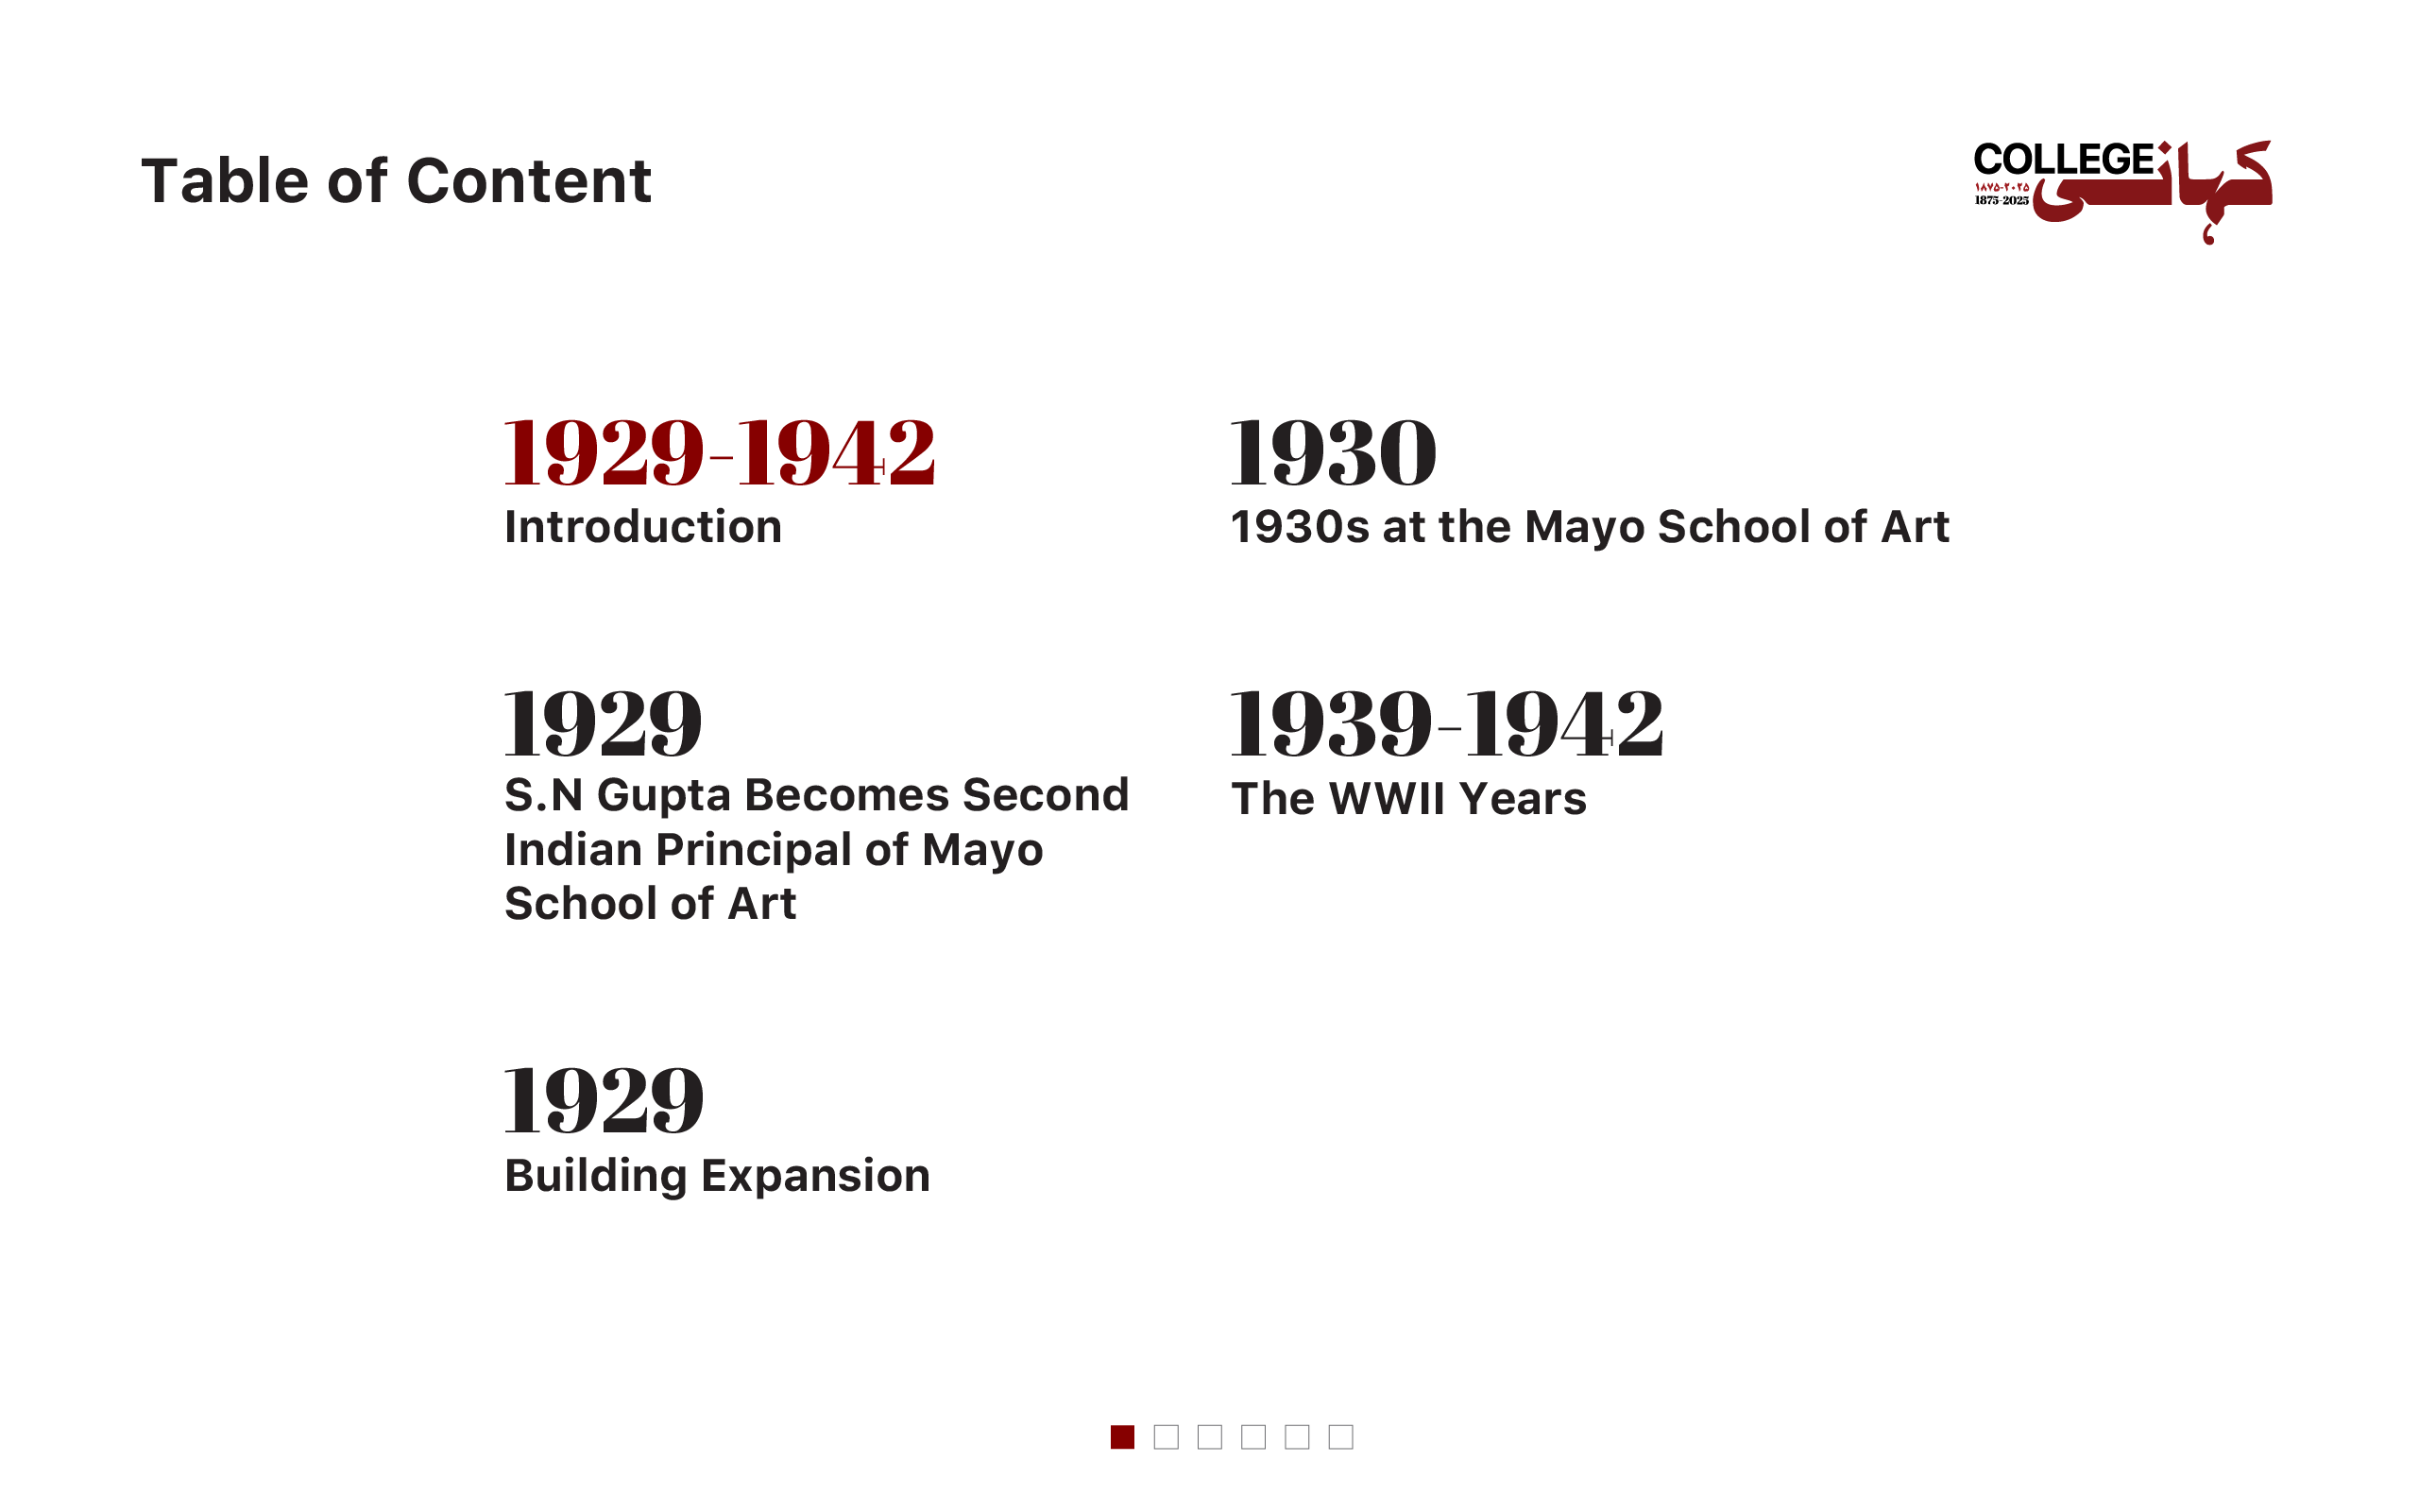 Table of Content
COLLEGE کہانی
۱۸۷۵-۲۰۲۵
1875-2025
1929-1942
Introduction
1929
S.N Gupta Becomes Second
Indian Principal of Mayo
School of Art
1929
Building Expansion
1930
1930s at the Mayo School of Art
1939-1942
The WWII Years